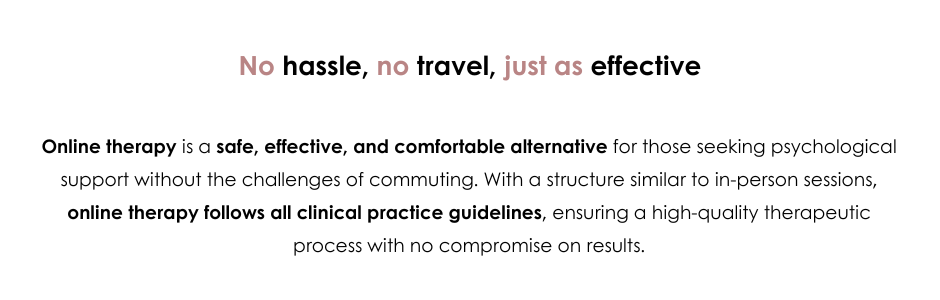 No hassle, no travel, just as effective
Online therapy is a safe, effective, and comfortable alternative for those seeking psychological
support without the challenges of commuting. With a structure similar to in-person sessions,
online therapy follows all clinical practice guidelines, ensuring a high-quality therapeutic
process with no compromise on results.